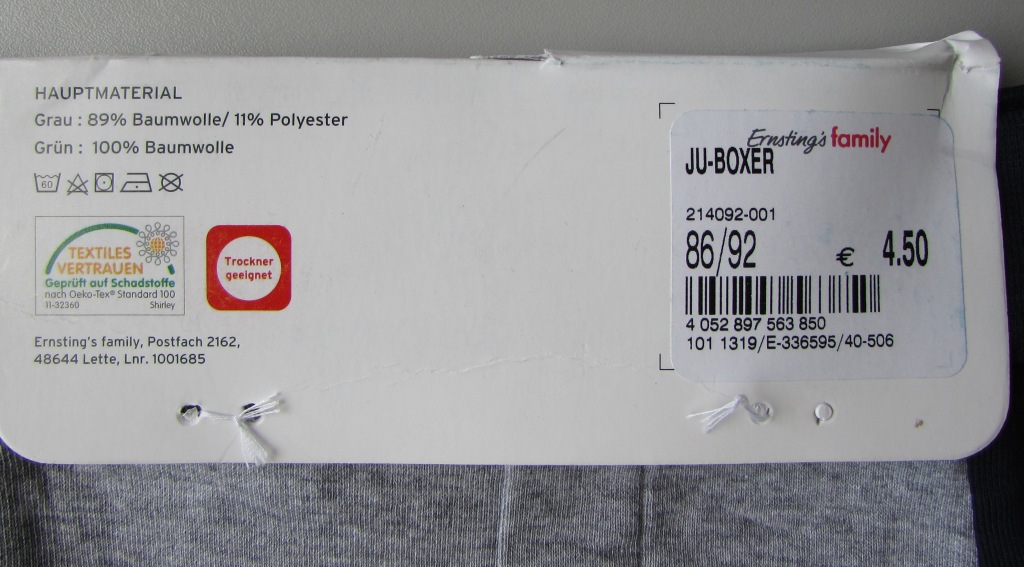 HAUPTMATERIAL
Grau : 89% Baumwolle/ 11% Polyester
Grün : 100% Baumwolle
60
TEXTILES
VERTRAUEN
Geprüft auf Schadstoffe
nach Oeko-Tex® Standard 100
11-32360 Shirley
Trockner
geeignet
Ernsting's family, Postfach 2162,
48644 Lette, Lnr. 1001685
Ernsting's family
JU-BOXER
214092-001
86/92 € 4.50
4 052 897 563 850
101 1319/E-336595/40-506